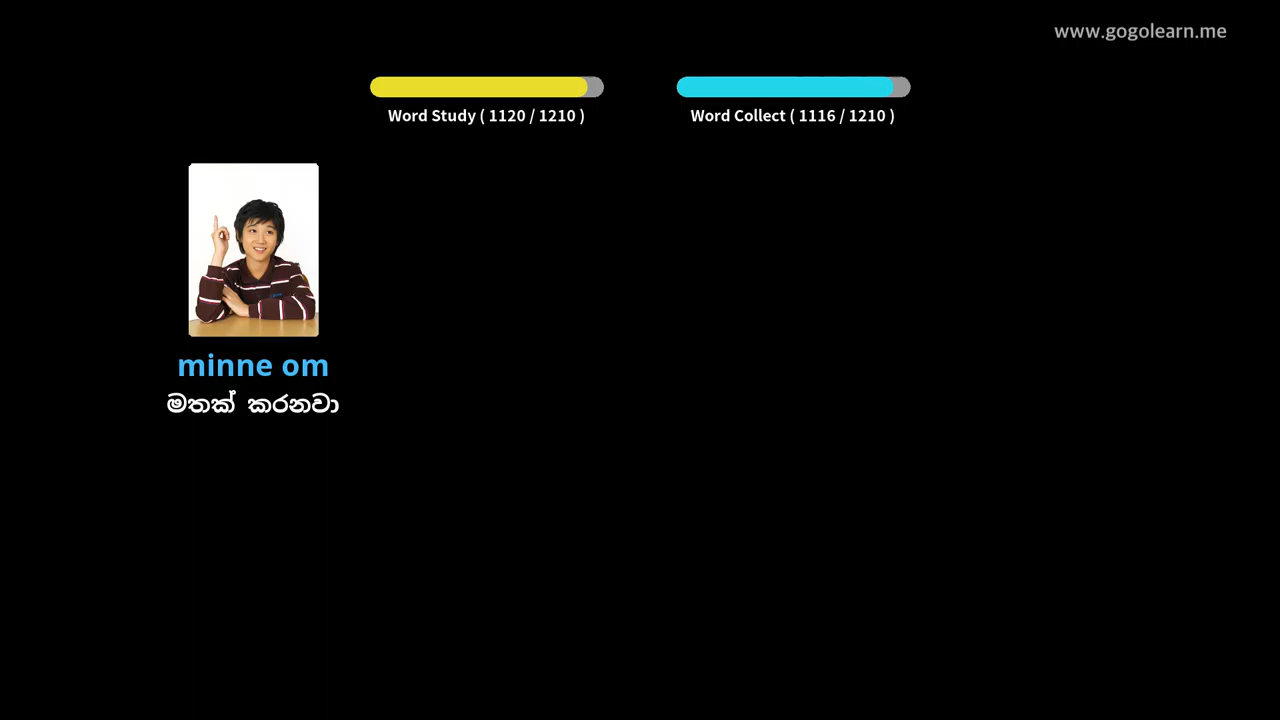 www.gogolearn.me
Word Study ( 1120 / 1210 )
Word Collect ( 1116 / 1210 )
minne om
මතක් කරනවා